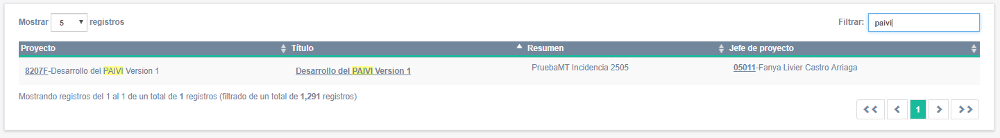 Mostrar 5 registros Filtrar: paivi
Proyecto Título Resumen Jefe de proyecto
8207F-Desarrollo del PAIVI Version 1 Desarrollo del PAIVI Version 1 PruebaMT Incidencia 2505 05011-Fanya Livier Castro Arriaga
Mostrando registros del 1 al 1 de un total de 1 registros (filtrado de un total de 1,291 registros)
1